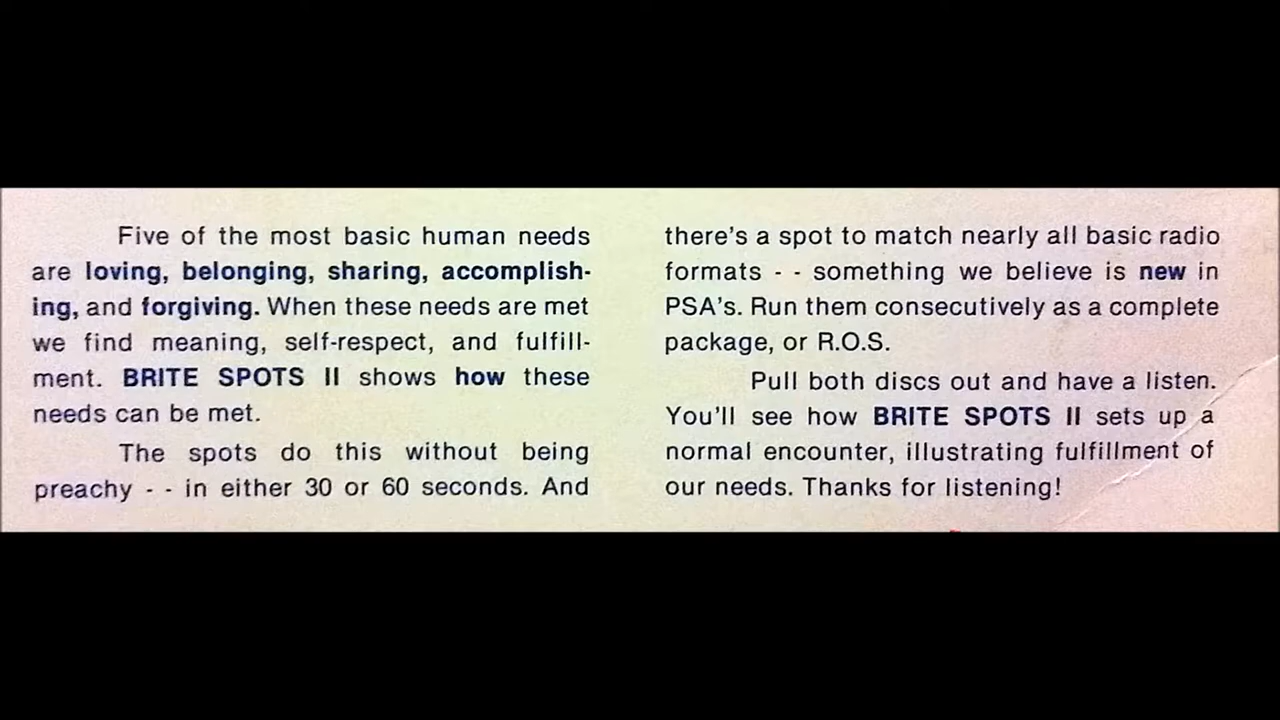 Five of the most basic human needs
are loving, belonging, sharing, accomplish-
ing, and forgiving. When these needs are met
we find meaning, self-respect, and fulfill-
ment. BRITE SPOTS II shows how these
needs can be met.
The spots do this without being
preachy - - in either 30 or 60 seconds. And
there's a spot to match nearly all basic radio
formats - - something we believe is new in
PSA's. Run them consecutively as a complete
package, or R.O.S.
Pull both discs out and have a listen.
You'll see how BRITE SPOTS II sets up a
normal encounter, illustrating fulfillment of
our needs. Thanks for listening!